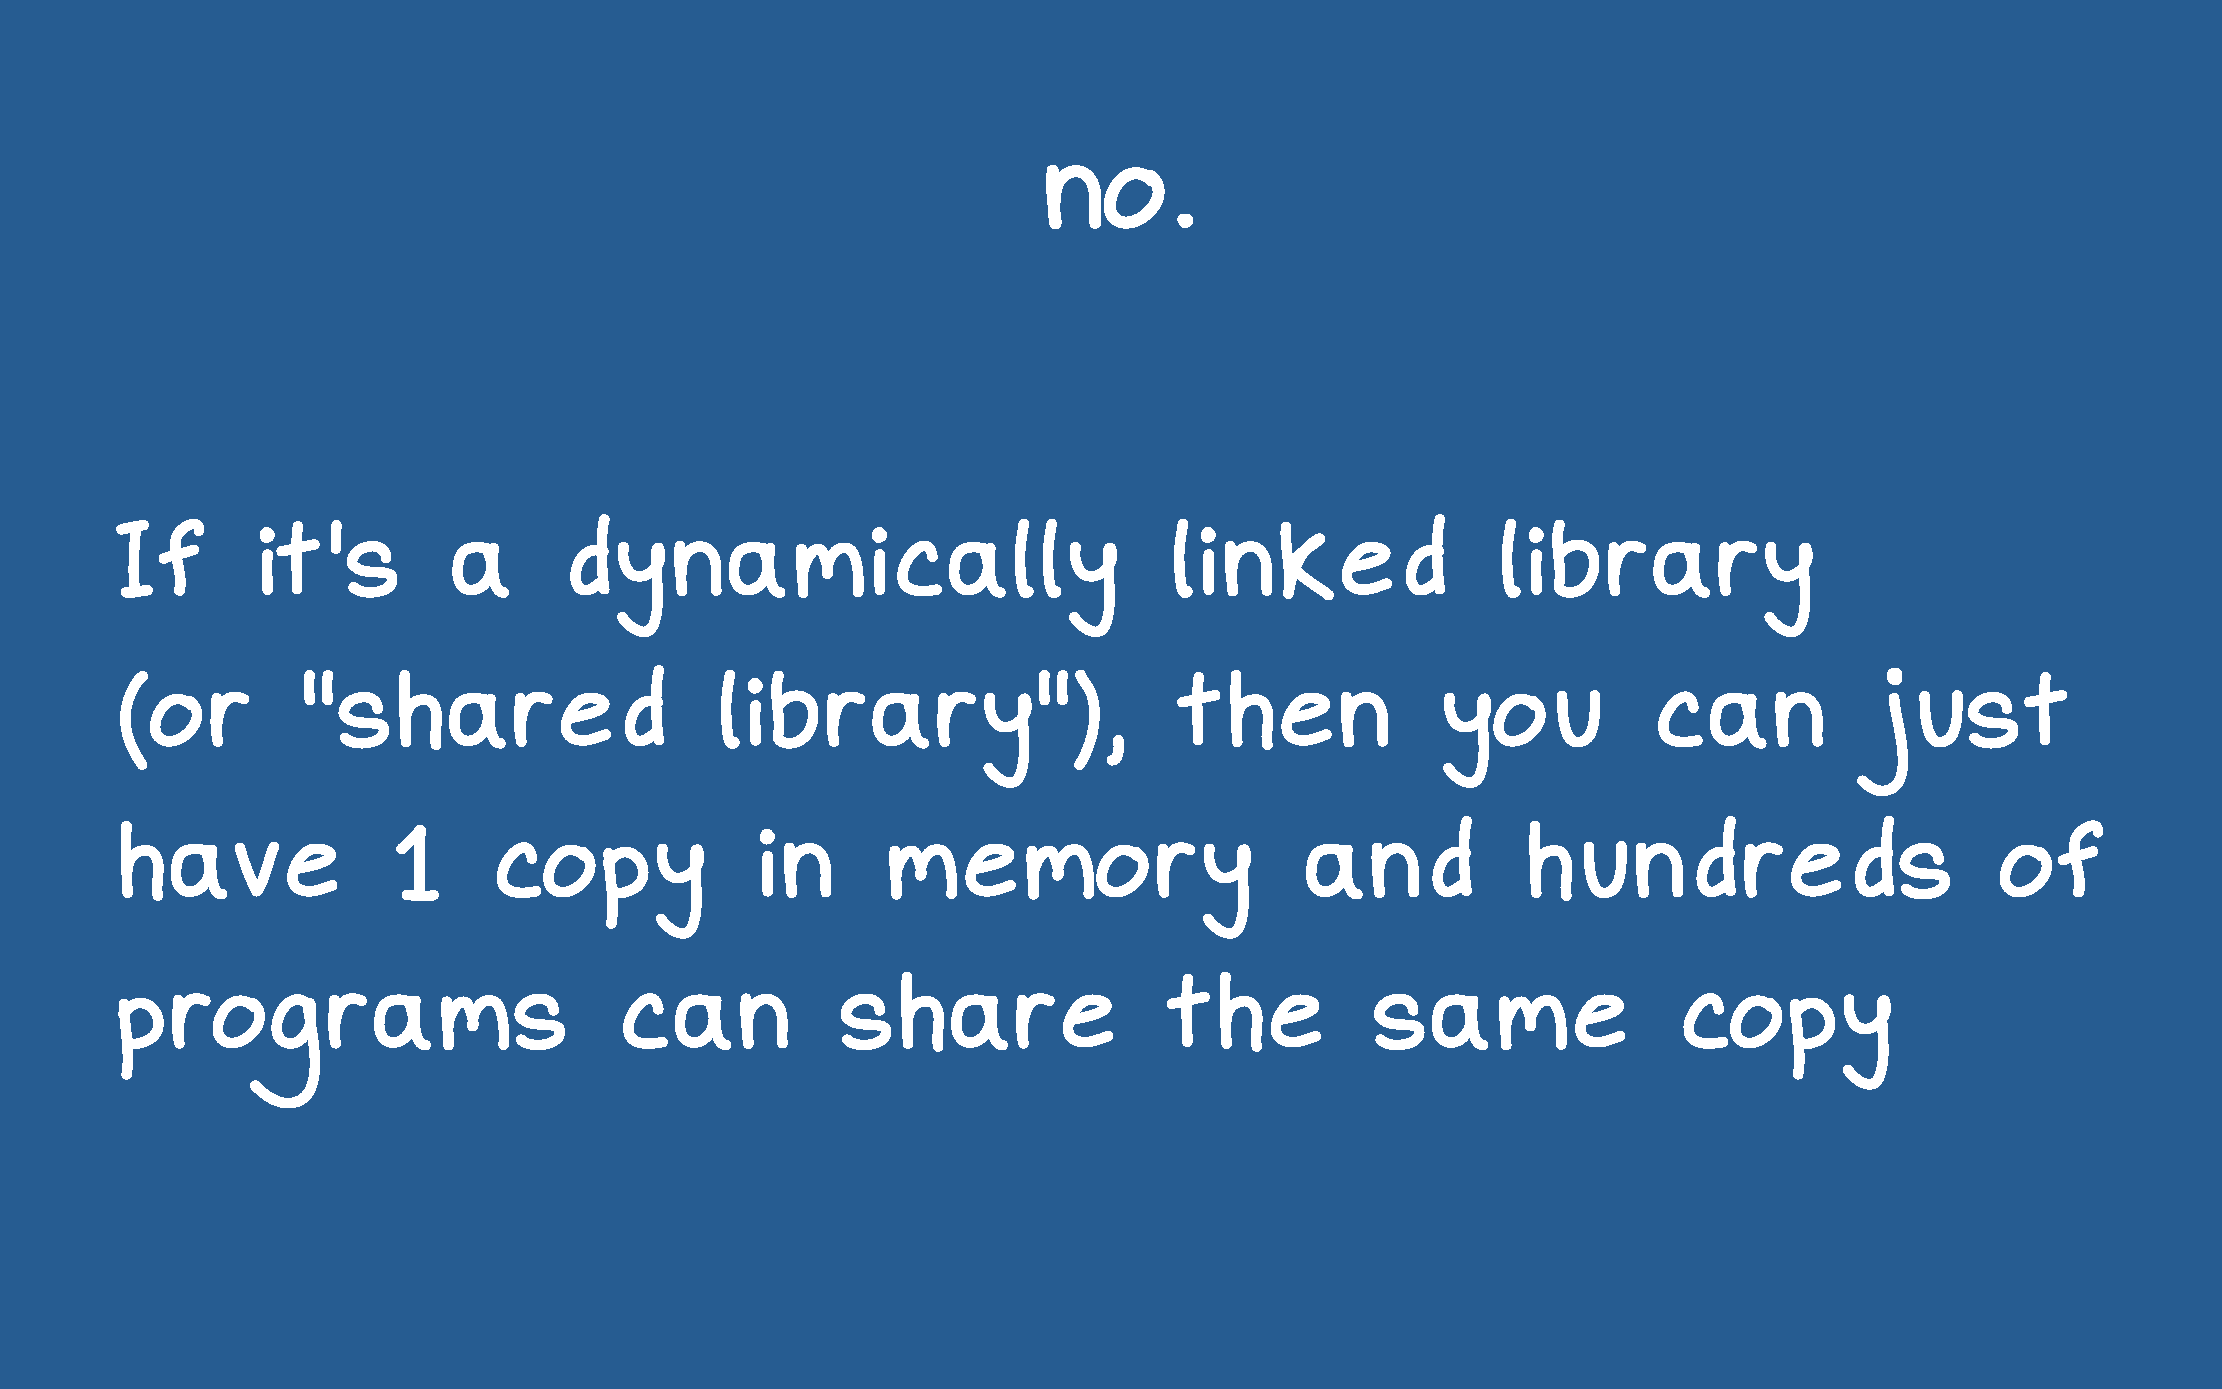 no.
If it's a dynamically linked library
(or "shared library"), then you can just
have 1 copy in memory and hundreds of
programs can share the same copy